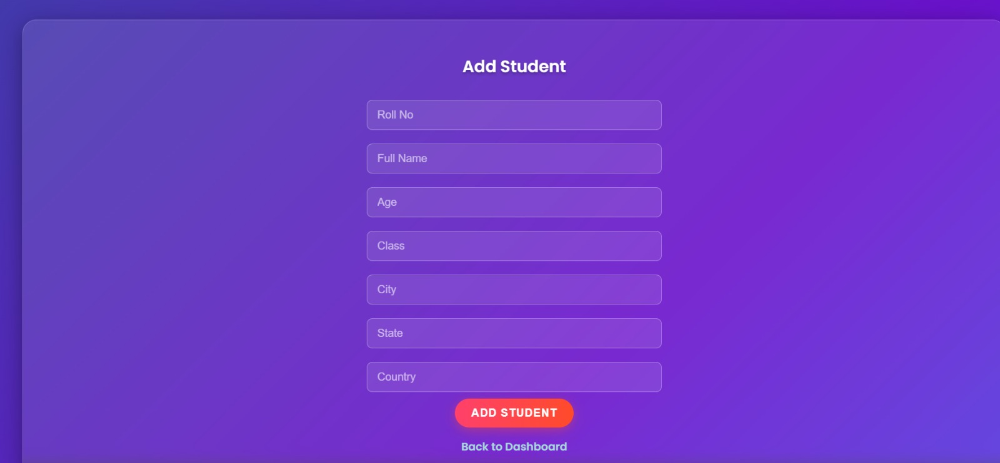 Add Student
Roll No
Full Name
Age
Class
City
State
Country
ADD STUDENT
Back to Dashboard